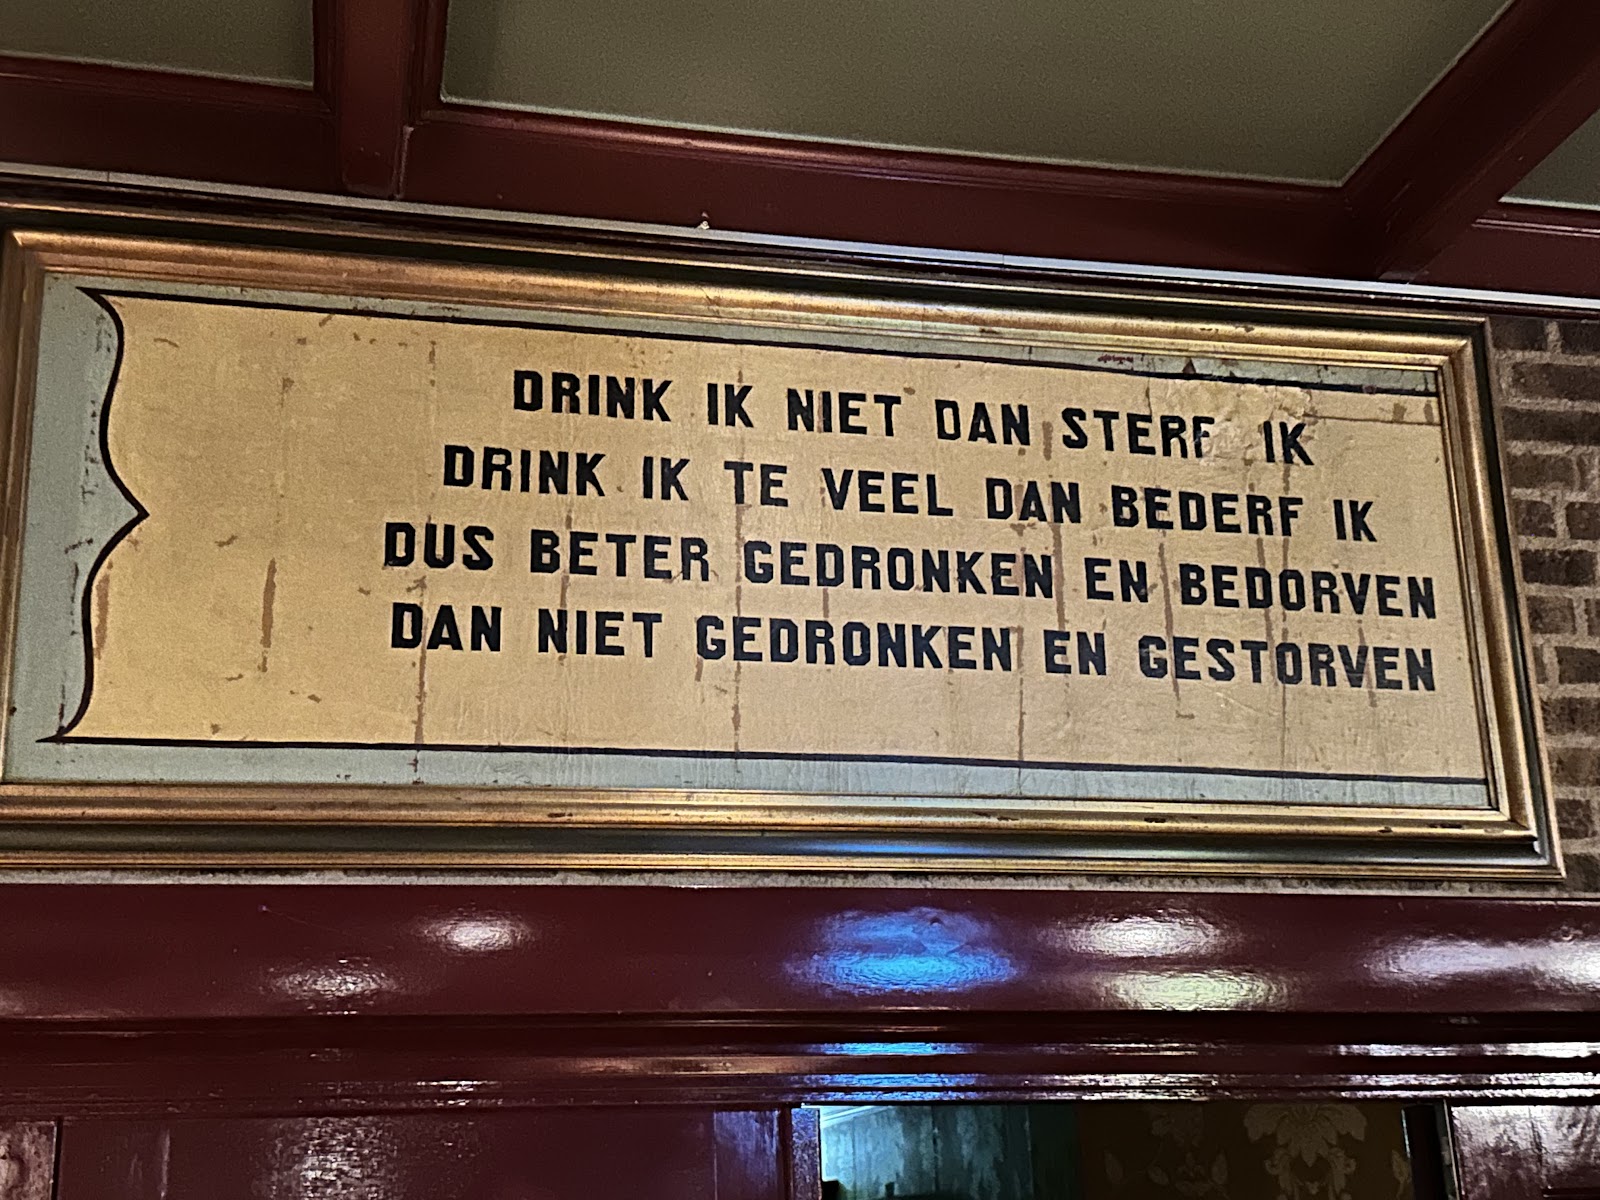 DRINK IK NIET DAN STERF IK
DRINK IK TE VEEL DAN BEDERF IK
DUS BETER GEDRONKEN EN BEDORVEN
DAN NIET GEDRONKEN EN GESTORVEN